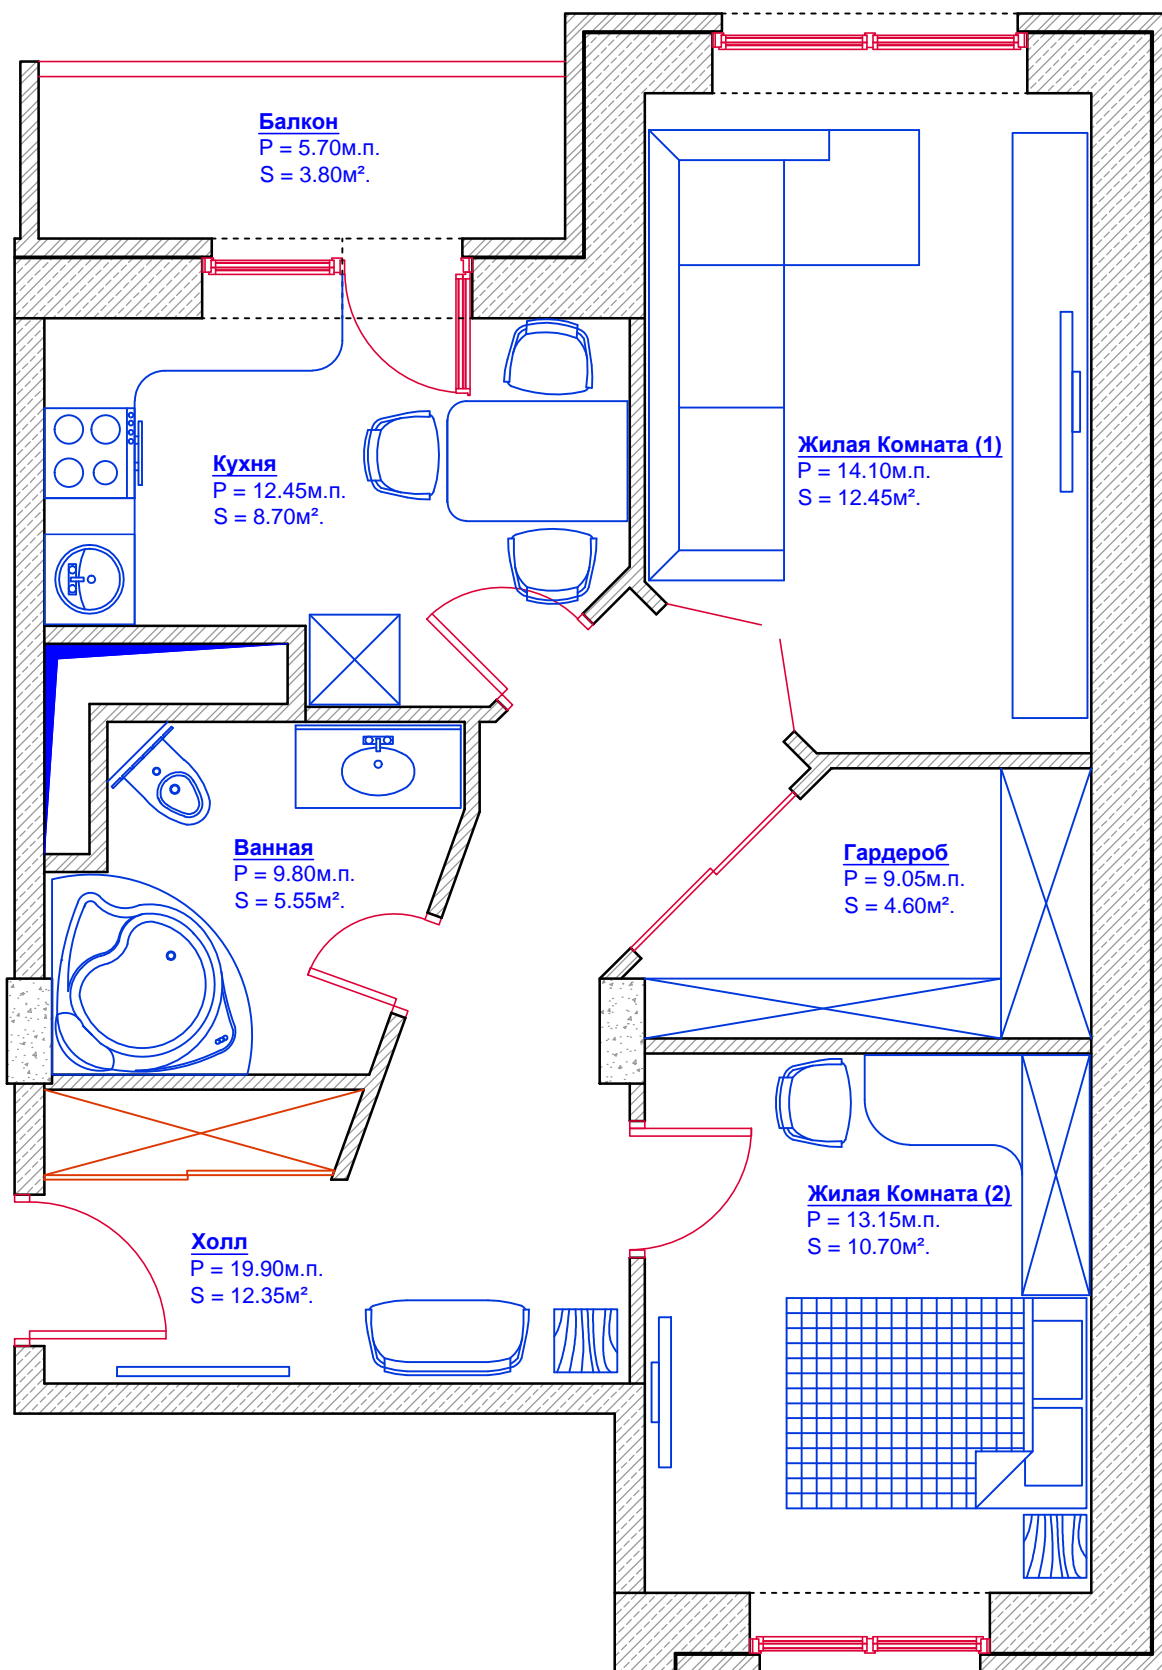 Балкон
P = 5.70м.п.
S = 3.80м².
Кухня
P = 12.45м.п.
S = 8.70м².
Жилая Комната (1)
P = 14.10м.п.
S = 12.45м².
Ванная
P = 9.80м.п.
S = 5.55м².
Гардероб
P = 9.05м.п.
S = 4.60м².
Жилая Комната (2)
P = 13.15м.п.
S = 10.70м².
Холл
P = 19.90м.п.
S = 12.35м².